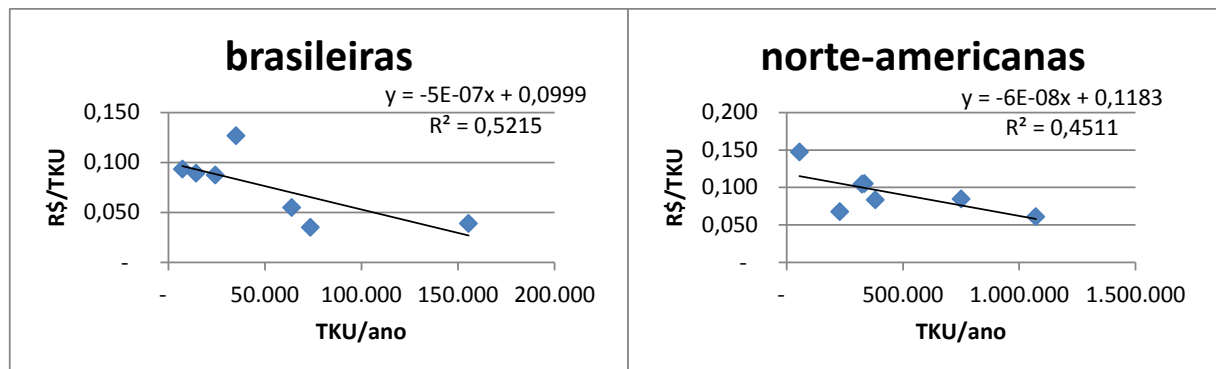 brasileiras
y = -5E-07x + 0,0999
R² = 0,5215
0,150
0,100
0,050
-
R$/TKU
- 50.000 100.000 150.000 200.000
TKU/ano
norte-americanas
y = -6E-08x + 0,1183
R² = 0,4511
0,200
0,150
0,100
0,050
-
R$/TKU
- 500.000 1.000.000 1.500.000
TKU/ano